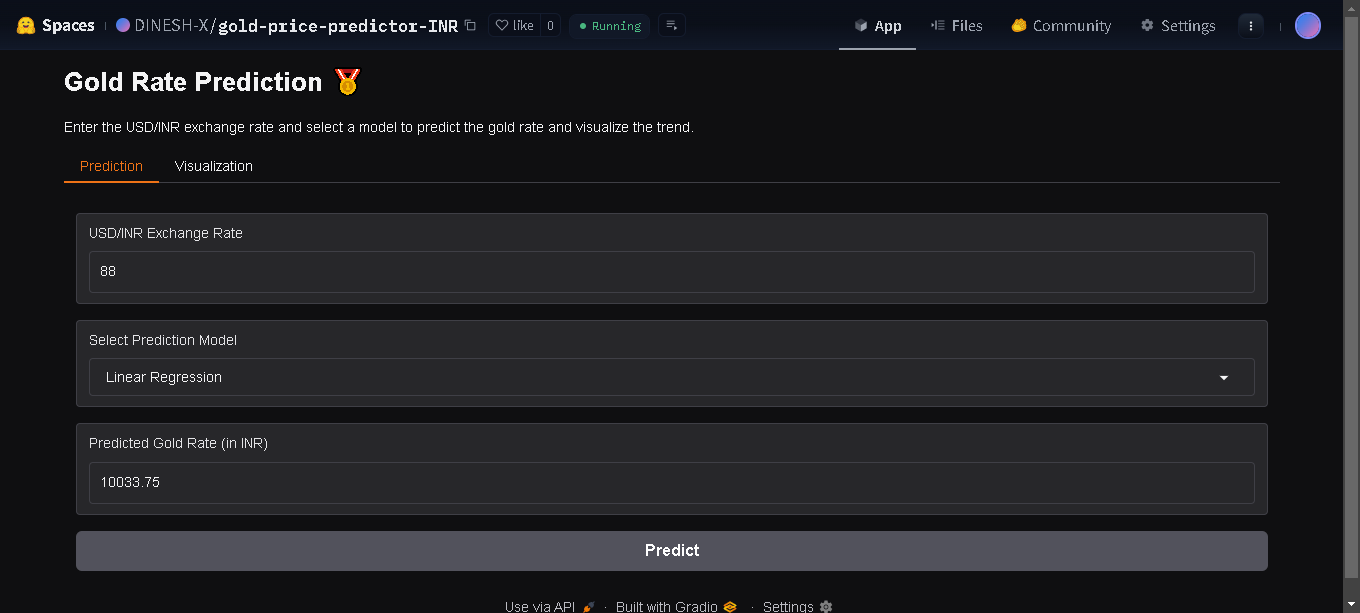 Spaces DINESH-X/gold-price-predictor-INR like 0 Running App Files Community Settings
Gold Rate Prediction
Enter the USD/INR exchange rate and select a model to predict the gold rate and visualize the trend.
Prediction Visualization
USD/INR Exchange Rate
88
Select Prediction Model
Linear Regression
Predicted Gold Rate (in INR)
10033.75
Predict
Use via API · Built with Gradio · Settings